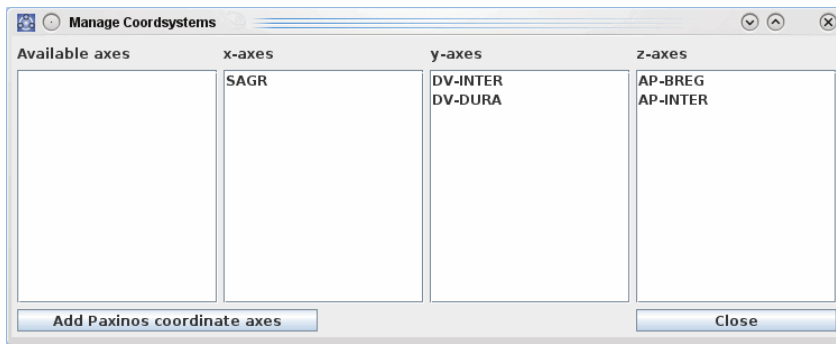 Manage Coordsystems
Available axes x-axes y-axes z-axes
SAGR DV-INTER AP-BREG
DV-DURA AP-INTER
Add Paxinos coordinate axes Close